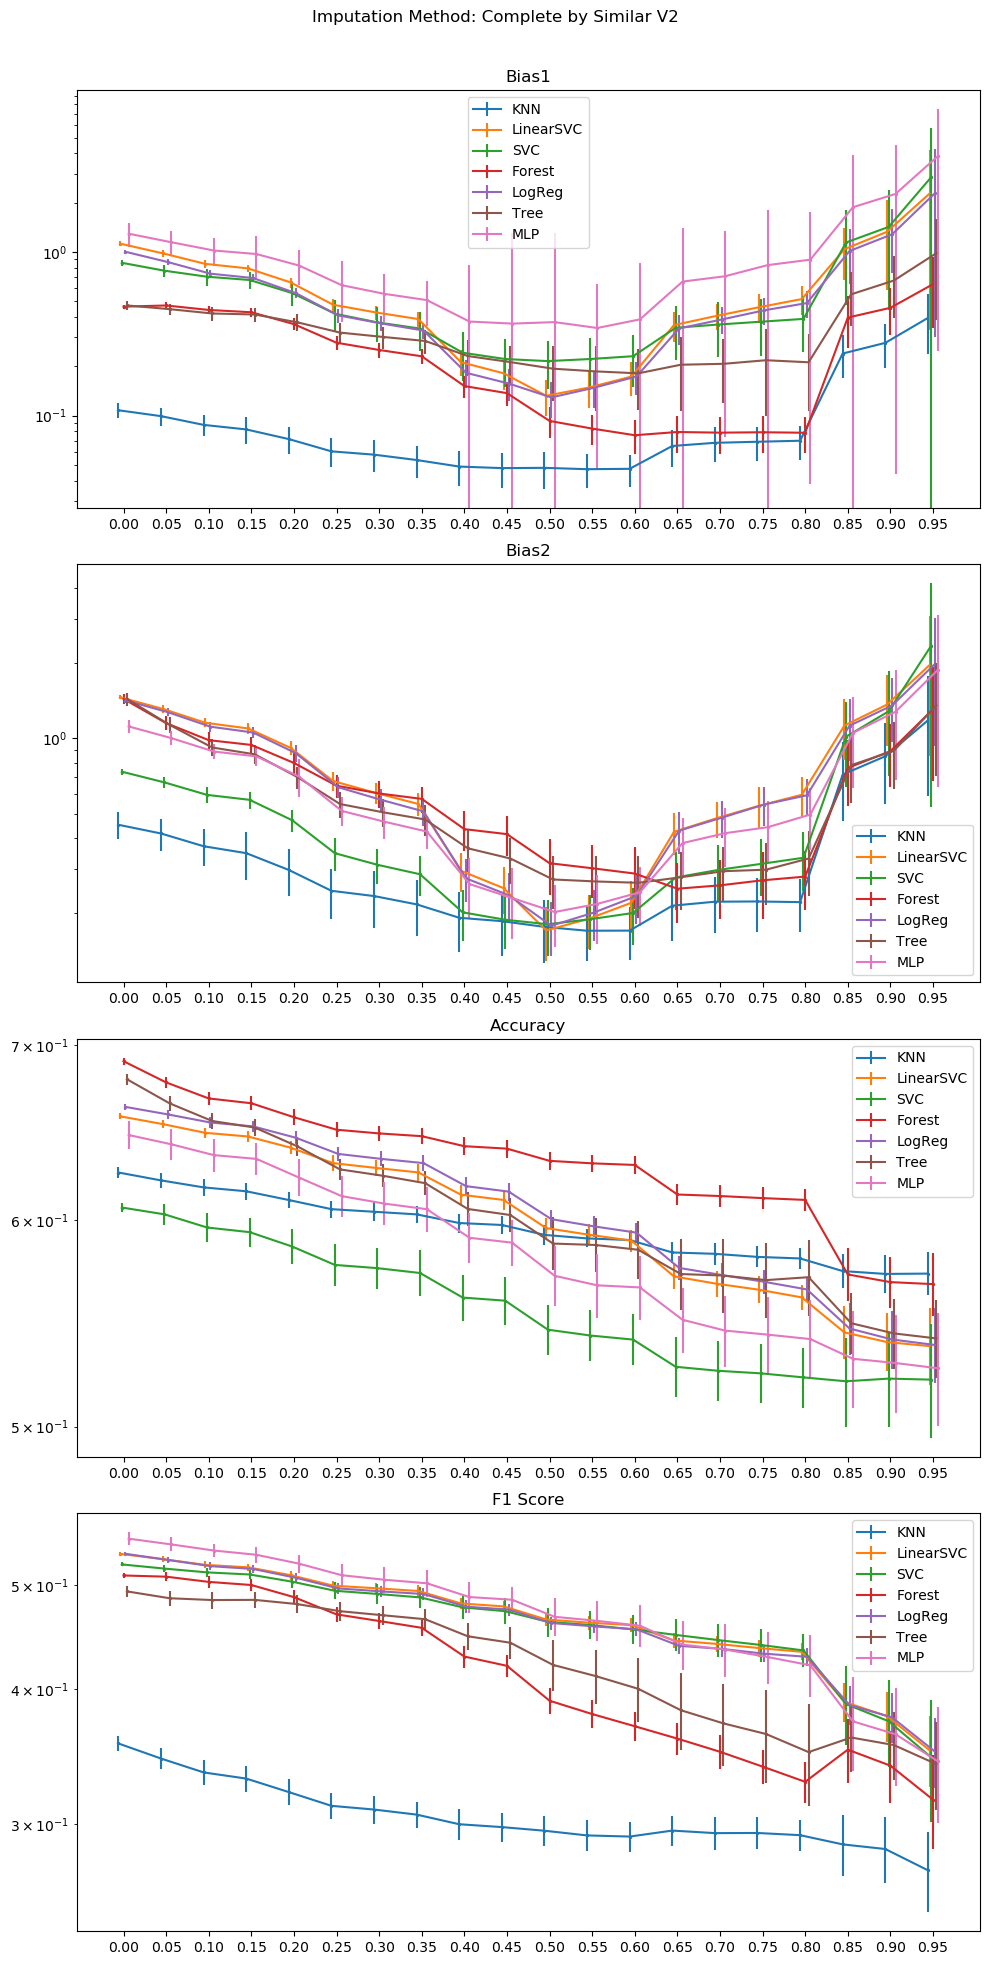 Imputation Method: Complete by Similar V2
Bias1
KNN
LinearSVC
SVC
Forest
LogReg
Tree
MLP
10⁰
10⁻¹
0.00 0.05 0.10 0.15 0.20 0.25 0.30 0.35 0.40 0.45 0.50 0.55 0.60 0.65 0.70 0.75 0.80 0.85 0.90 0.95
Bias2
10⁰
KNN
LinearSVC
SVC
Forest
LogReg
Tree
MLP
0.00 0.05 0.10 0.15 0.20 0.25 0.30 0.35 0.40 0.45 0.50 0.55 0.60 0.65 0.70 0.75 0.80 0.85 0.90 0.95
Accuracy
7 × 10⁻¹
6 × 10⁻¹
5 × 10⁻¹
KNN
LinearSVC
SVC
Forest
LogReg
Tree
MLP
0.00 0.05 0.10 0.15 0.20 0.25 0.30 0.35 0.40 0.45 0.50 0.55 0.60 0.65 0.70 0.75 0.80 0.85 0.90 0.95
F1 Score
5 × 10⁻¹
4 × 10⁻¹
3 × 10⁻¹
KNN
LinearSVC
SVC
Forest
LogReg
Tree
MLP
0.00 0.05 0.10 0.15 0.20 0.25 0.30 0.35 0.40 0.45 0.50 0.55 0.60 0.65 0.70 0.75 0.80 0.85 0.90 0.95